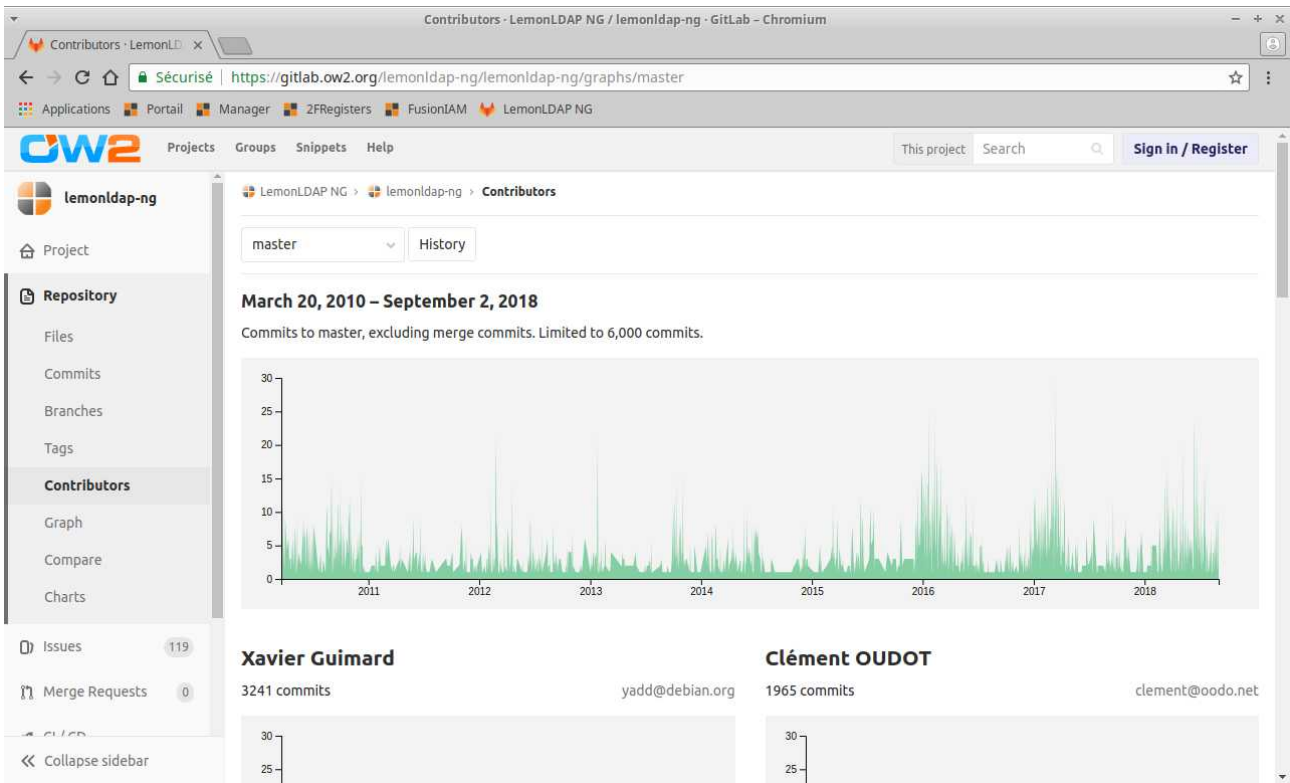 Contributors · LemonLDAP NG / lemonldap-ng · GitLab – Chromium
Contributors · LemonLD
Sécurisé https://gitlab.ow2.org/lemonldap-ng/lemonldap-ng/graphs/master
Applications Portail Manager 2FRegisters FusionIAM LemonLDAP NG
OW2 Projects Groups Snippets Help This project Search Sign in / Register
lemonldap-ng
LemonLDAP NG › lemonldap-ng › Contributors
Project
master History
Repository
Files
Commits
Branches
Tags
Contributors
Graph
Compare
Charts
Issues 119
Merge Requests 0
CI / CD
Collapse sidebar
March 20, 2010 – September 2, 2018
Commits to master, excluding merge commits. Limited to 6,000 commits.
30
25
20
15
10
5
0
2011 2012 2013 2014 2015 2016 2017 2018
Xavier Guimard
3241 commits yadd@debian.org
30
25
Clément OUDOT
1965 commits clement@oodo.net
30
25